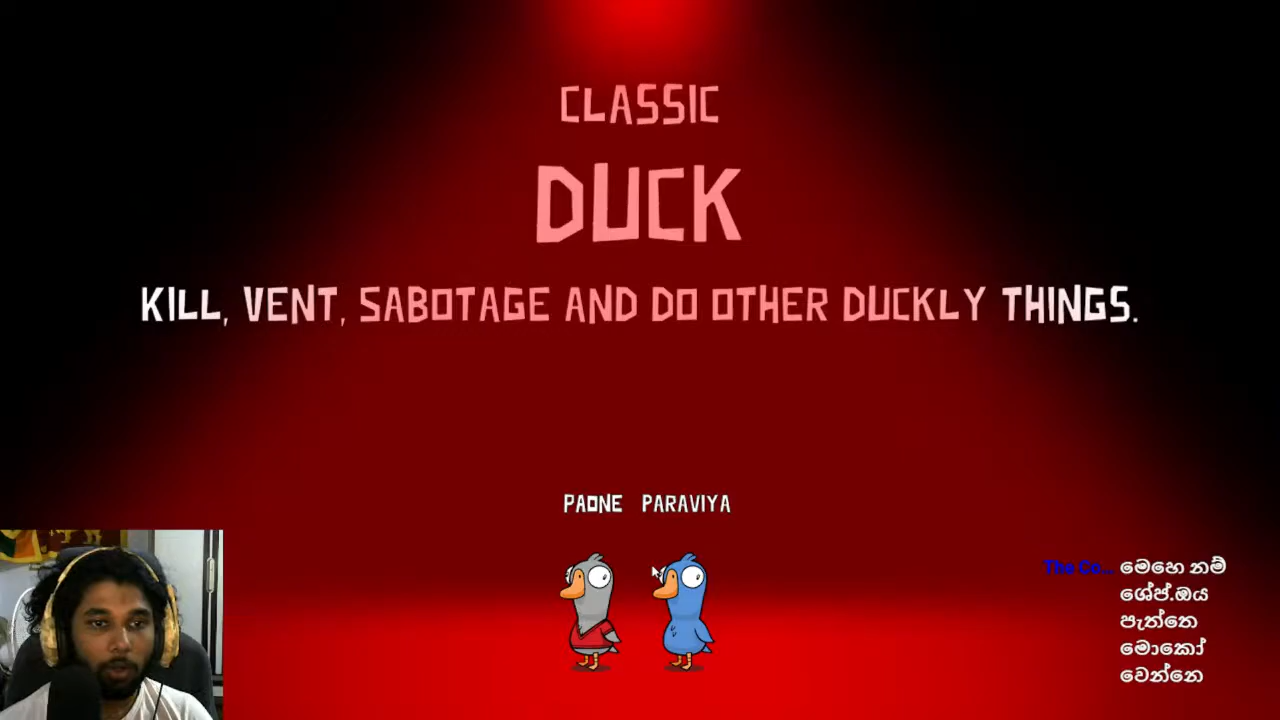 CLASSIC
DUCK
KILL, VENT, SABOTAGE AND DO OTHER DUCKLY THINGS.
PAONE PARAVIYA
The Co... මෙහෙ නම්
ශේප්.ඔය
පැත්තෙ
මොකෝ
වෙන්නෙ